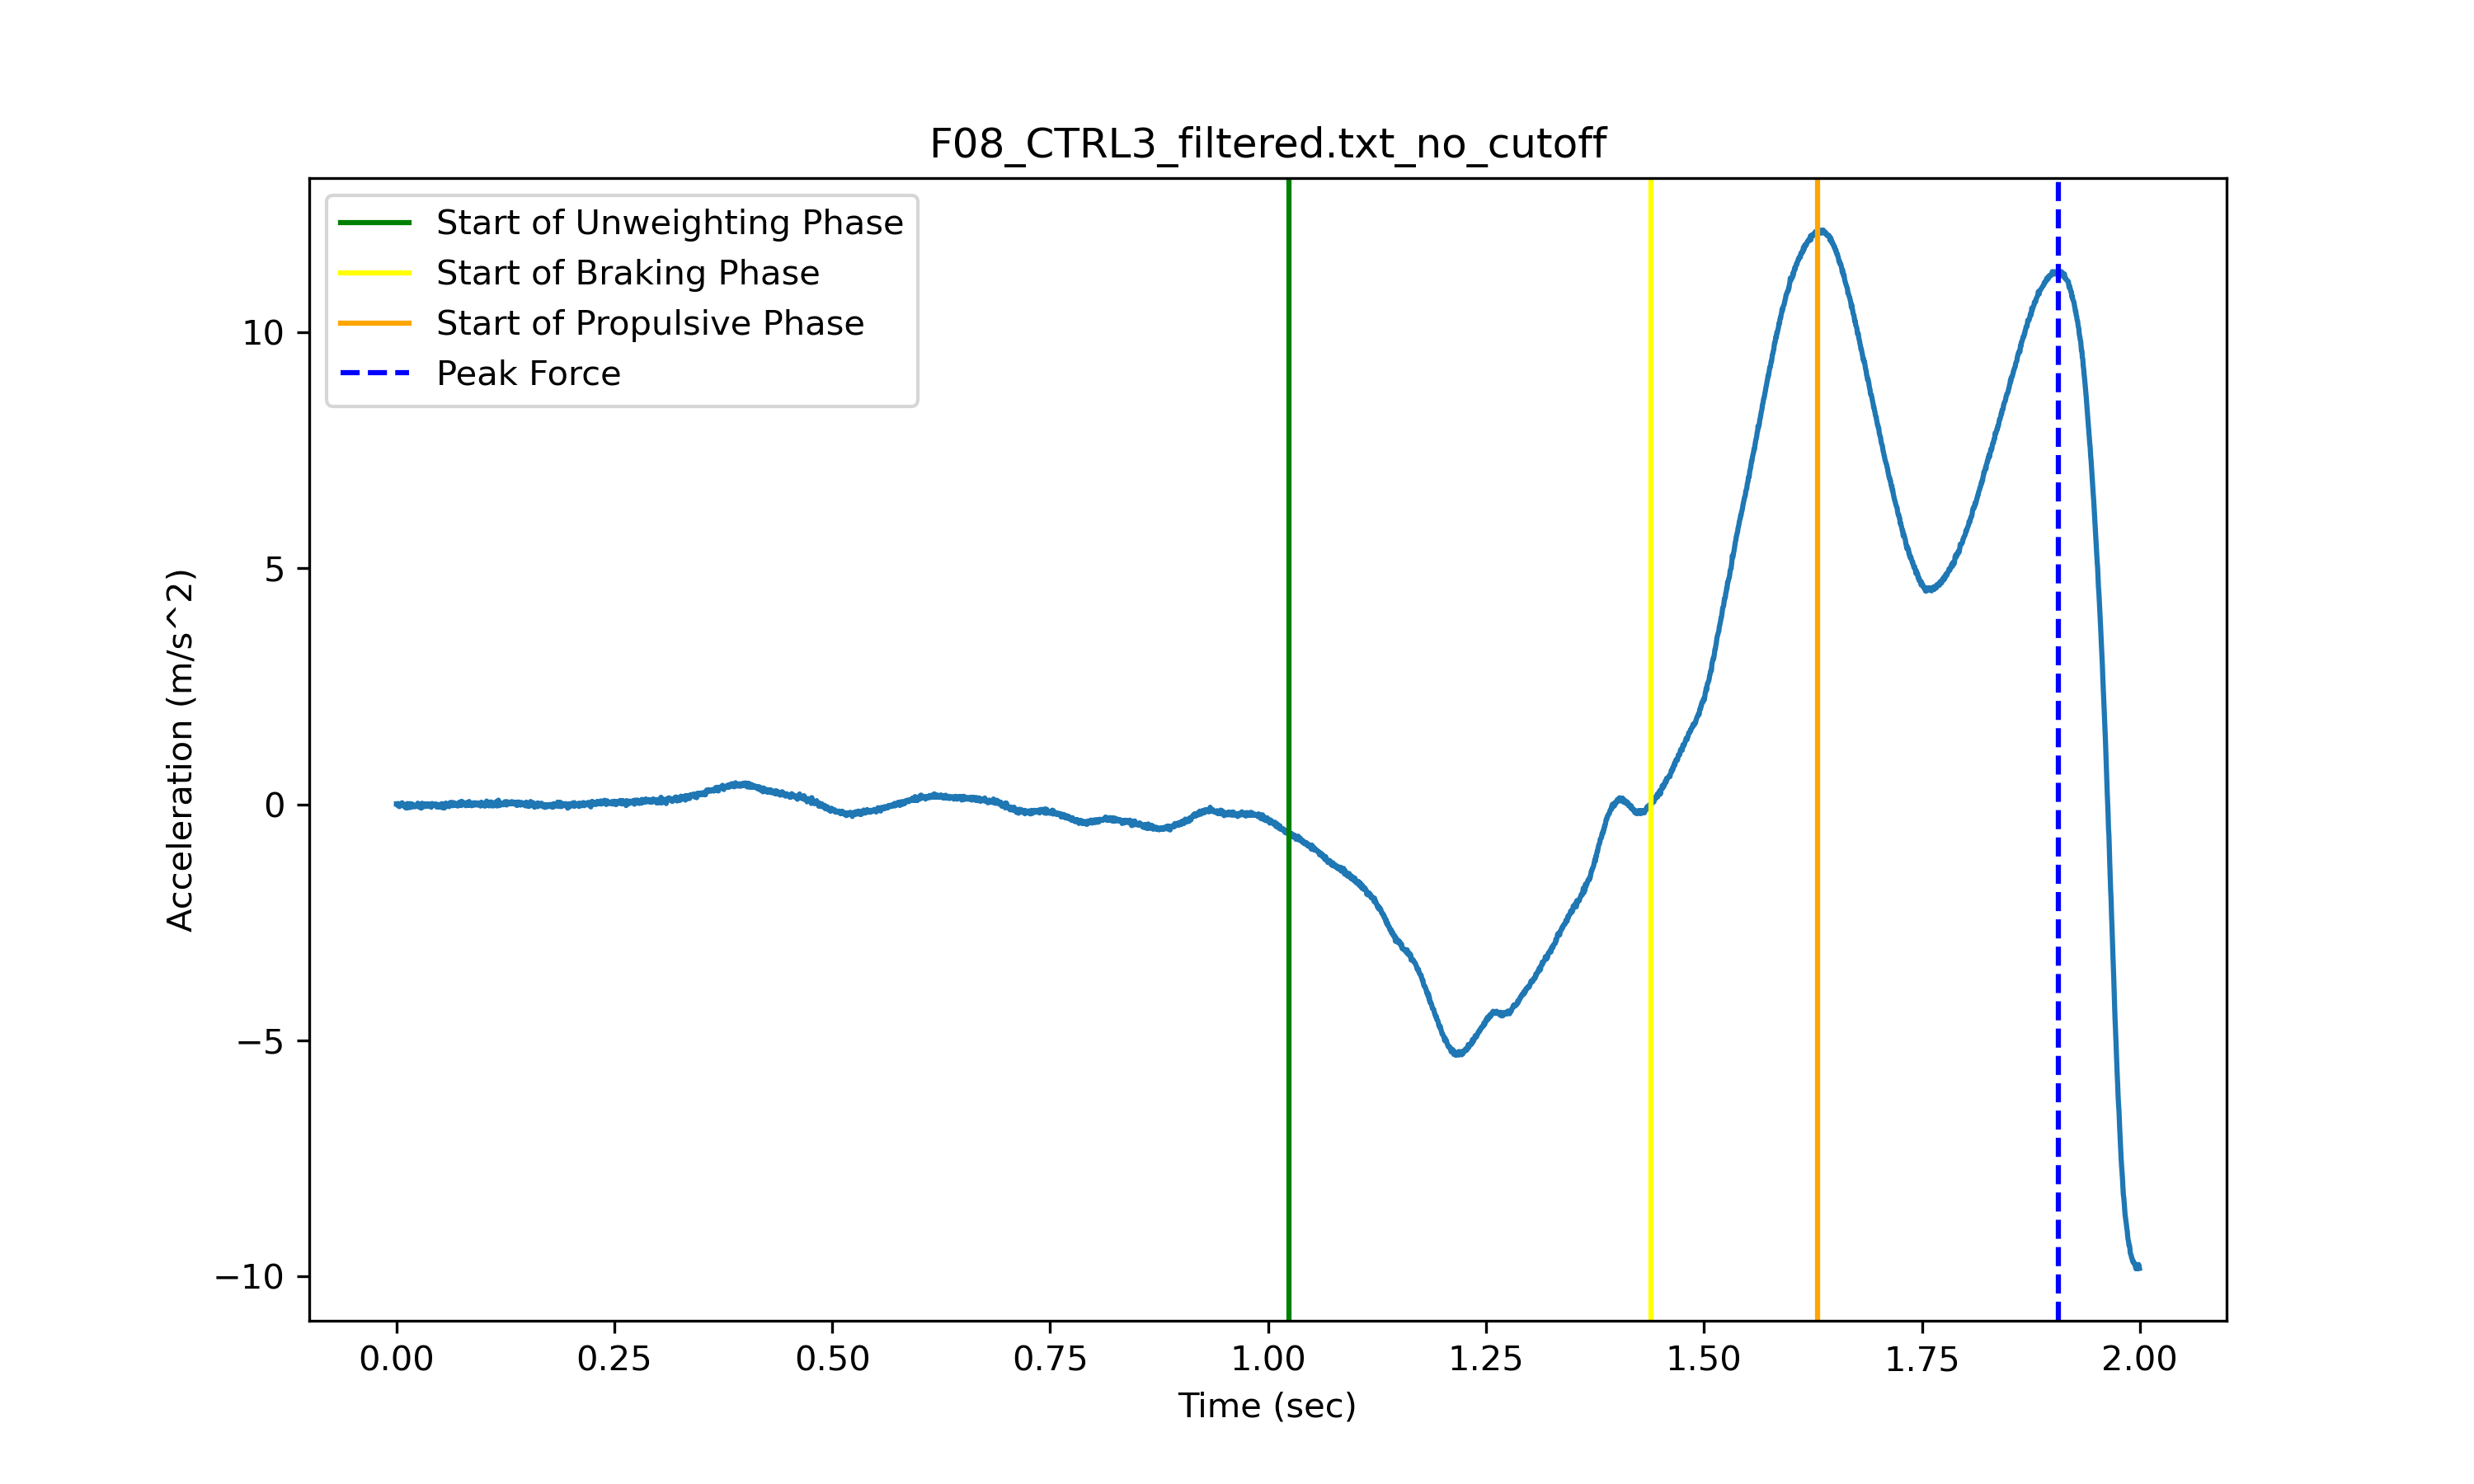 F08_CTRL3_filtered.txt_no_cutoff
Start of Unweighting Phase
Start of Braking Phase
Start of Propulsive Phase
Peak Force
Acceleration (m/s^2)
10
5
0
−5
−10
0.00 0.25 0.50 0.75 1.00 1.25 1.50 1.75 2.00
Time (sec)